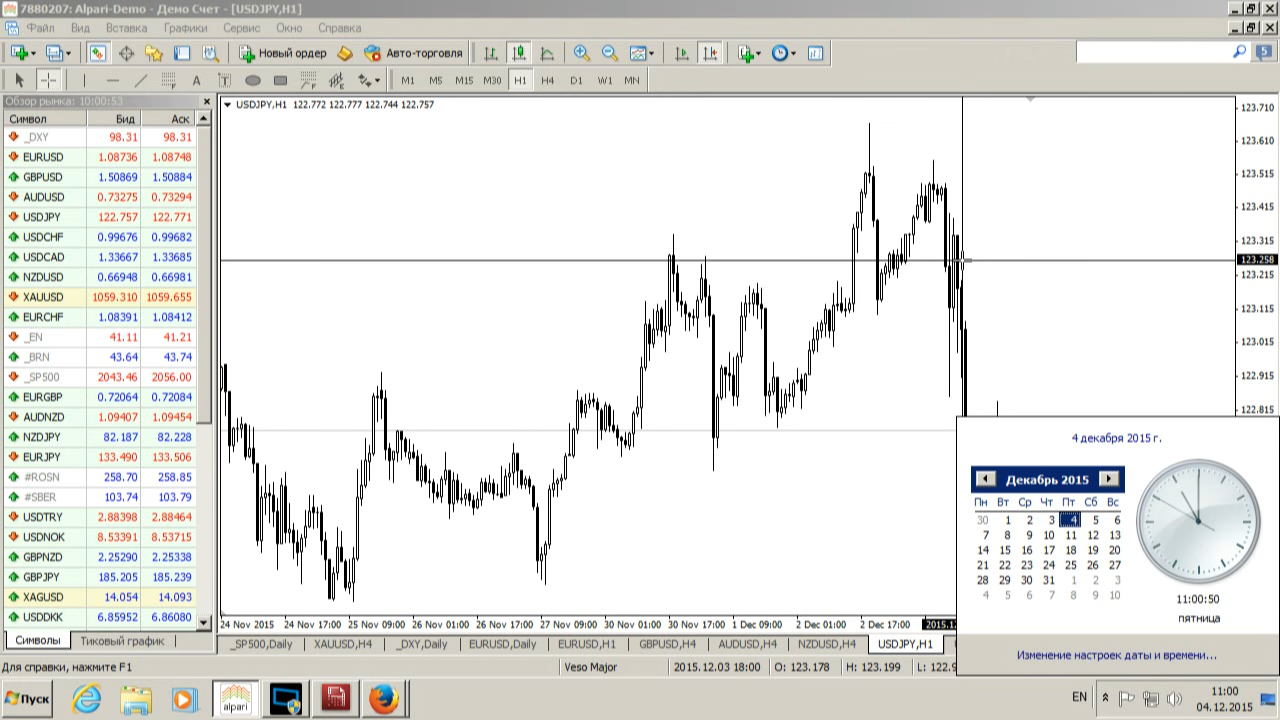 7880207: Alpari-Demo - Демо Счет - [USDJPY,H1]
Файл Вид Вставка Графики Сервис Окно Справка
Новый ордер Авто-торговля 5
A T M1 M5 M15 M30 H1 H4 D1 W1 MN
Обзор рынка: 10:00:53
Символ Бид Аск
_DXY 98.31 98.31
EURUSD 1.08736 1.08748
GBPUSD 1.50869 1.50884
AUDUSD 0.73275 0.73294
USDJPY 122.757 122.771
USDCHF 0.99676 0.99682
USDCAD 1.33667 1.33685
NZDUSD 0.66948 0.66981
XAUUSD 1059.310 1059.655
EURCHF 1.08391 1.08412
_EN 41.11 41.21
_BRN 43.64 43.74
_SP500 2043.46 2056.00
EURGBP 0.72064 0.72084
AUDNZD 1.09407 1.09454
NZDJPY 82.187 82.228
EURJPY 133.490 133.506
#ROSN 258.70 258.85
#SBER 103.74 103.79
USDTRY 2.88398 2.88464
USDNOK 8.53391 8.53715
GBPNZD 2.25290 2.25338
GBPJPY 185.205 185.239
XAGUSD 14.054 14.093
USDDKK 6.85952 6.86080
Символы Тиковый график
USDJPY,H1 122.772 122.777 122.744 122.757
123.710
123.610
123.515
123.415
123.315
123.258
123.215
123.115
123.015
122.915
122.815
24 Nov 2015 24 Nov 17:00 25 Nov 09:00 26 Nov 01:00 26 Nov 17:00 27 Nov 09:00 30 Nov 01:00 30 Nov 17:00 1 Dec 09:00 2 Dec 01:00 2 Dec 17:00 2015.12
_SP500,Daily XAUUSD,H4 _DXY,Daily EURUSD,Daily EURUSD,H1 GBPUSD,H4 AUDUSD,H4 NZDUSD,H4 USDJPY,H1
4 декабря 2015 г.
Декабрь 2015
Пн Вт Ср Чт Пт Сб Вс
30 1 2 3 4 5 6
7 8 9 10 11 12 13
14 15 16 17 18 19 20
21 22 23 24 25 26 27
28 29 30 31 1 2 3
4 5 6 7 8 9 10
11:00:50
пятница
Изменение настроек даты и времени...
Для справки, нажмите F1 Veso Major 2015.12.03 18:00 O: 123.178 H: 123.199 L: 122.9
Пуск alpari EN 11:00
04.12.2015